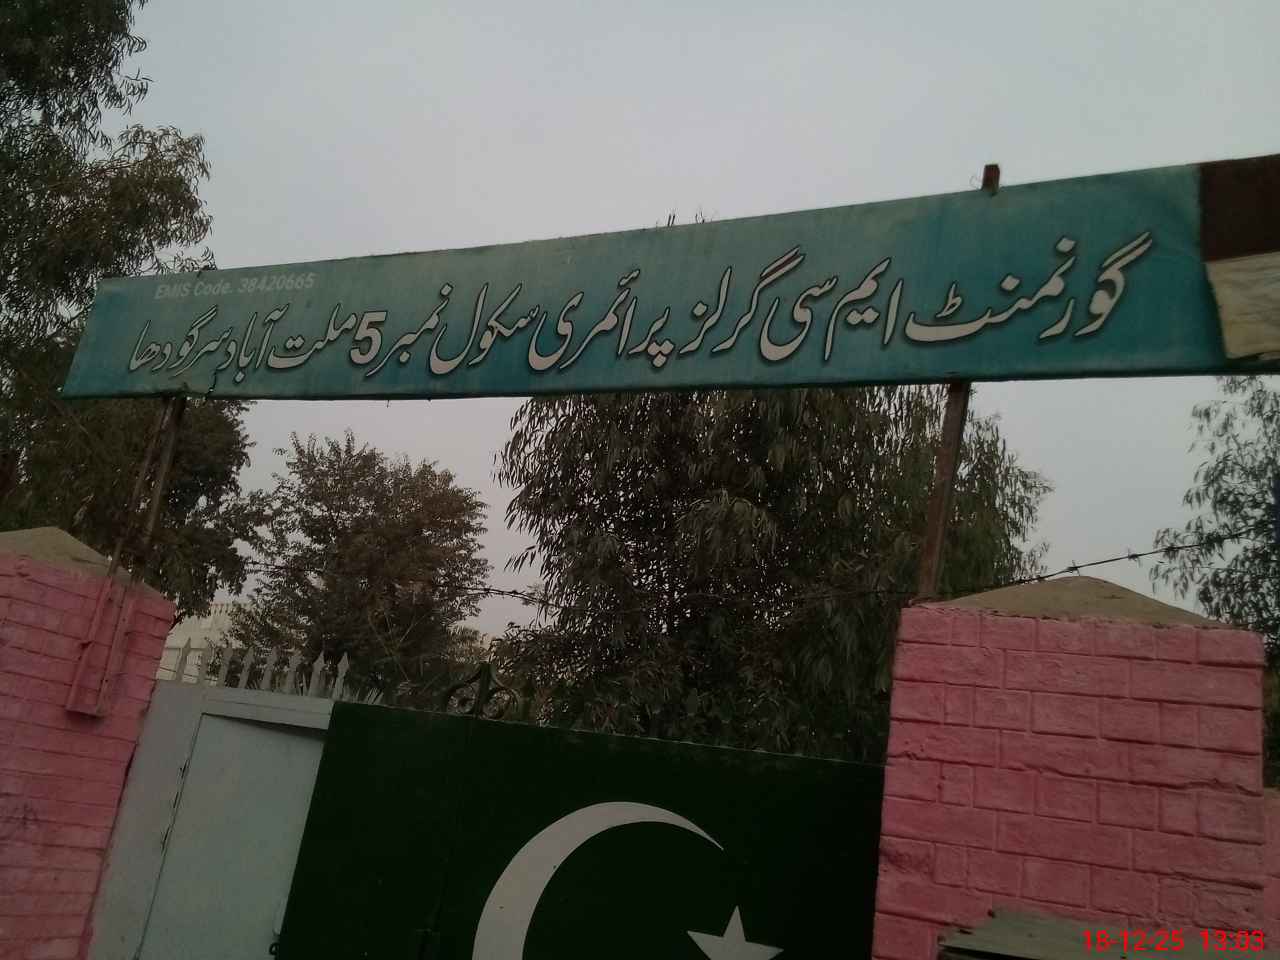 EMIS Code. 38420665
گورنمنٹ ایم سی گرلز پرائمری سکول نمبر 5 ملت آباد سرگودھا
18-12-25 13:03